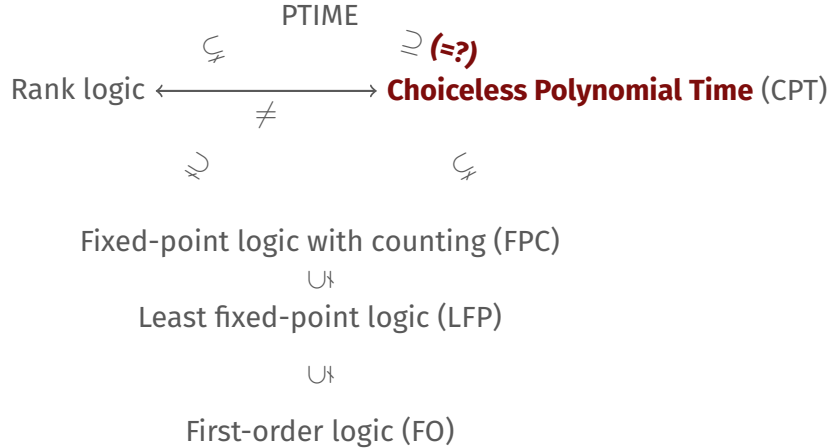 PTIME
⊊ ⊇ (=?)
Rank logic ⟷ Choiceless Polynomial Time (CPT)
≠
⊊ ⊊
Fixed-point logic with counting (FPC)
⊊
Least fixed-point logic (LFP)
⊊
First-order logic (FO)